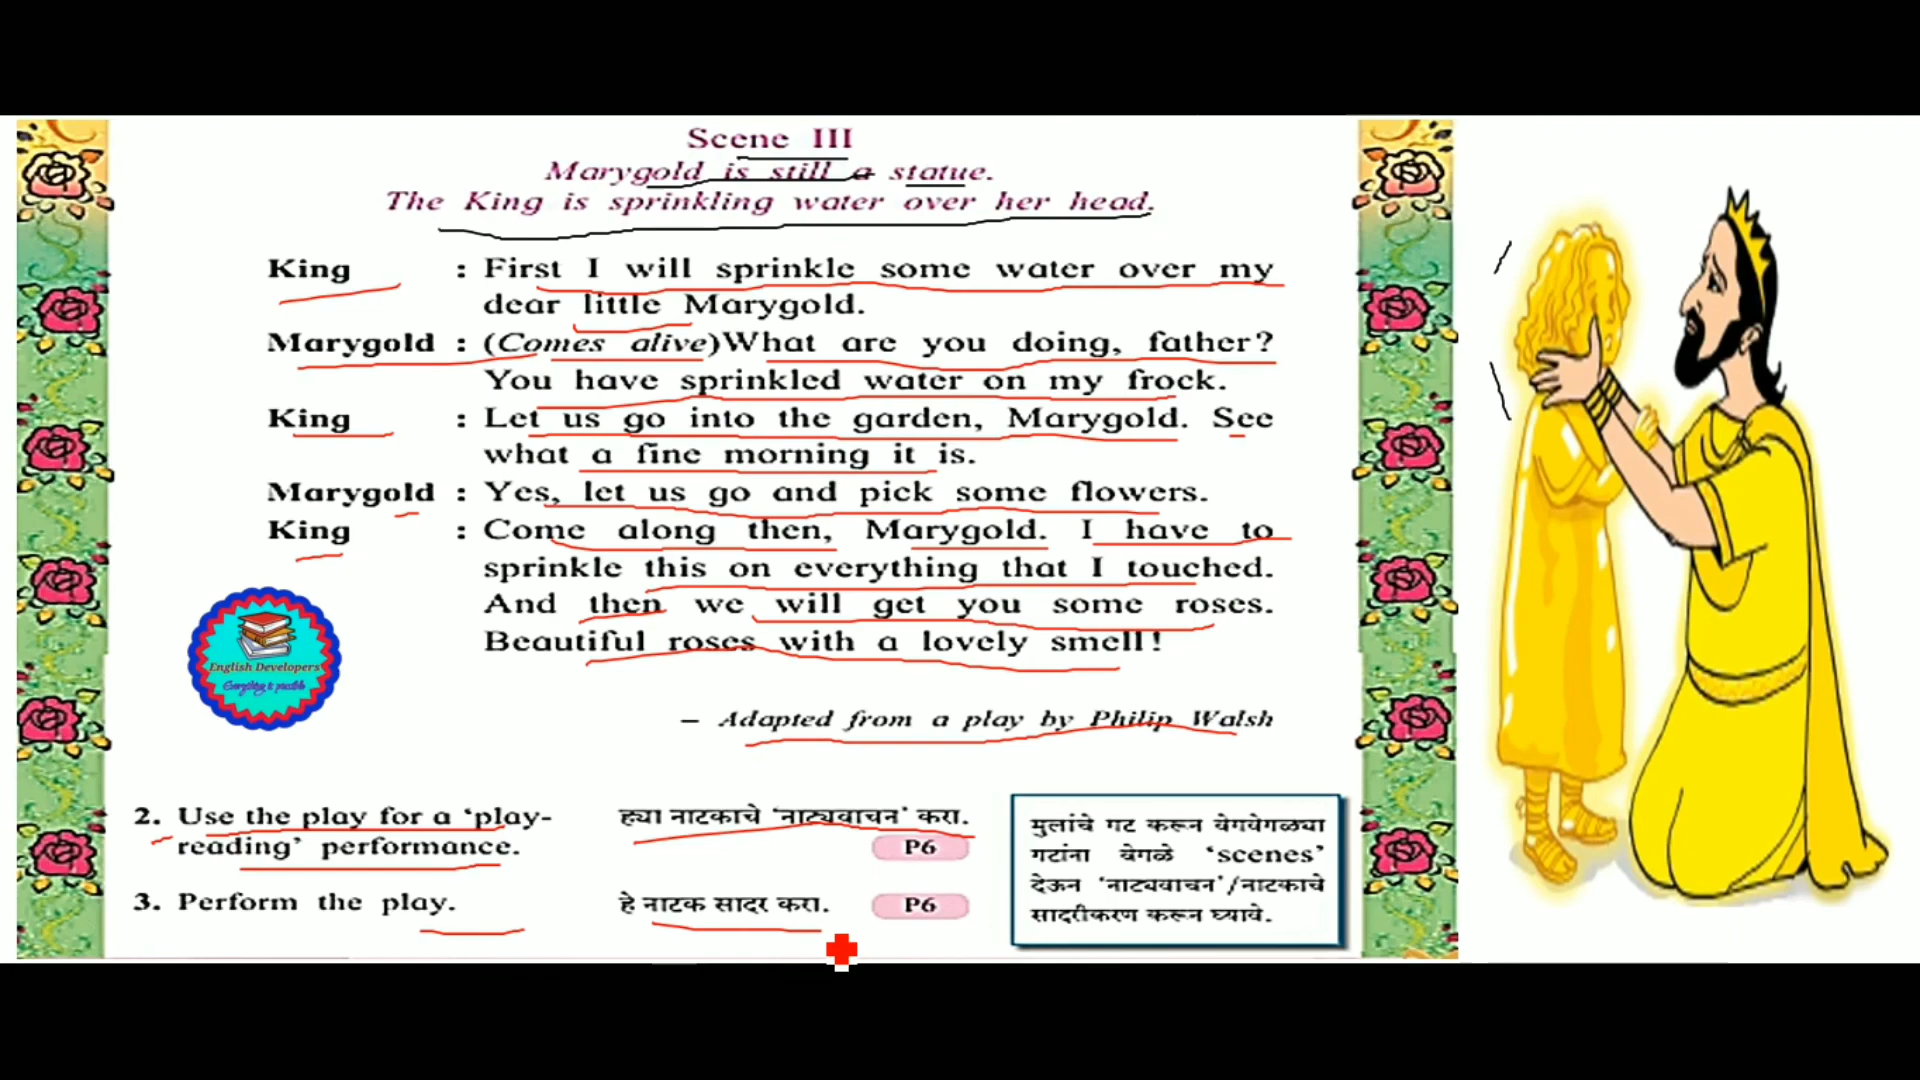 Scene III
Marygold is still a statue.
The King is sprinkling water over her head.
King : First I will sprinkle some water over my
dear little Marygold.
Marygold : (Comes alive)What are you doing, father?
You have sprinkled water on my frock.
King : Let us go into the garden, Marygold. See
what a fine morning it is.
Marygold : Yes, let us go and pick some flowers.
King : Come along then, Marygold. I have to
sprinkle this on everything that I touched.
And then we will get you some roses.
Beautiful roses with a lovely smell!
English Developers
Everything is possible
– Adapted from a play by Philip Walsh
2. Use the play for a ‘play-
reading’ performance.
ह्या नाटकाचे ‘नाट्यवाचन’ करा.
P6
3. Perform the play.
हे नाटक सादर करा.
P6
मुलांचे गट करून वेगवेगळ्या
गटांना वेगळे ‘scenes’
देऊन ‘नाट्यवाचन’/नाटकाचे
सादरीकरण करून घ्यावे.